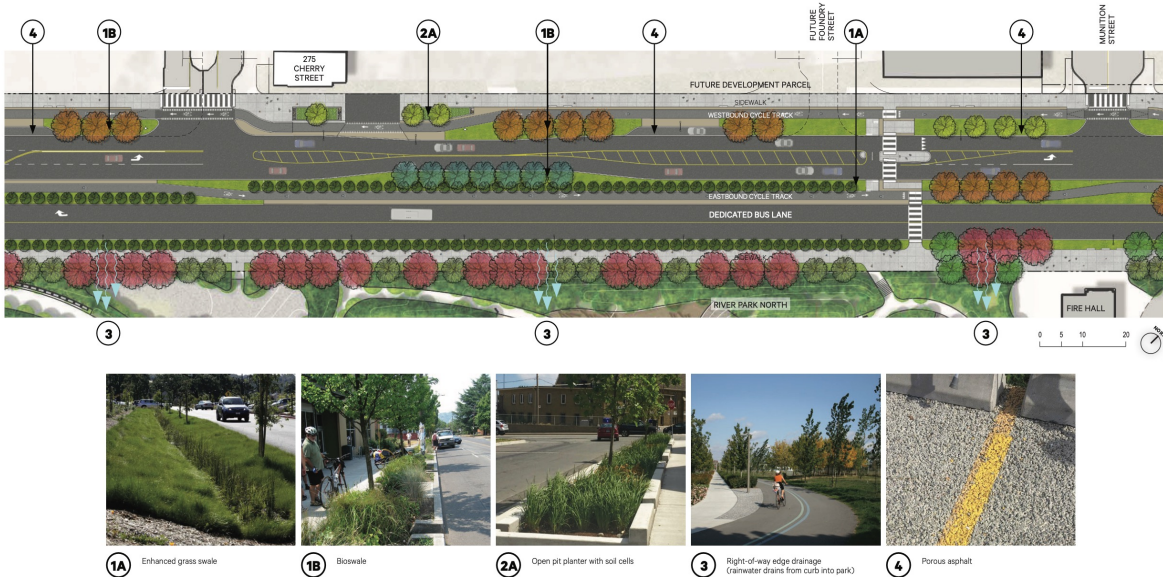 4
1B
2A
1B
4
FUTURE
FOUNDRY
STREET
1A
4
MUNITION
STREET
275
CHERRY
STREET
FUTURE DEVELOPMENT PARCEL
SIDEWALK
WESTBOUND CYCLE TRACK
EASTBOUND CYCLE TRACK
DEDICATED BUS LANE
SIDEWALK
RIVER PARK NORTH
FIRE HALL
3
3
3
0 5 10 20
1A Enhanced grass swale
1B Bioswale
2A Open pit planter with soil cells
3 Right-of-way edge drainage
(rainwater drains from curb into park)
4 Porous asphalt